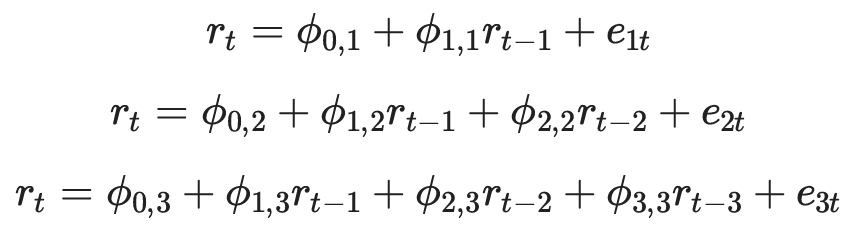 r_t = ϕ_{0,1} + ϕ_{1,1}r_{t−1} + e_{1t}
r_t = ϕ_{0,2} + ϕ_{1,2}r_{t−1} + ϕ_{2,2}r_{t−2} + e_{2t}
r_t = ϕ_{0,3} + ϕ_{1,3}r_{t−1} + ϕ_{2,3}r_{t−2} + ϕ_{3,3}r_{t−3} + e_{3t}